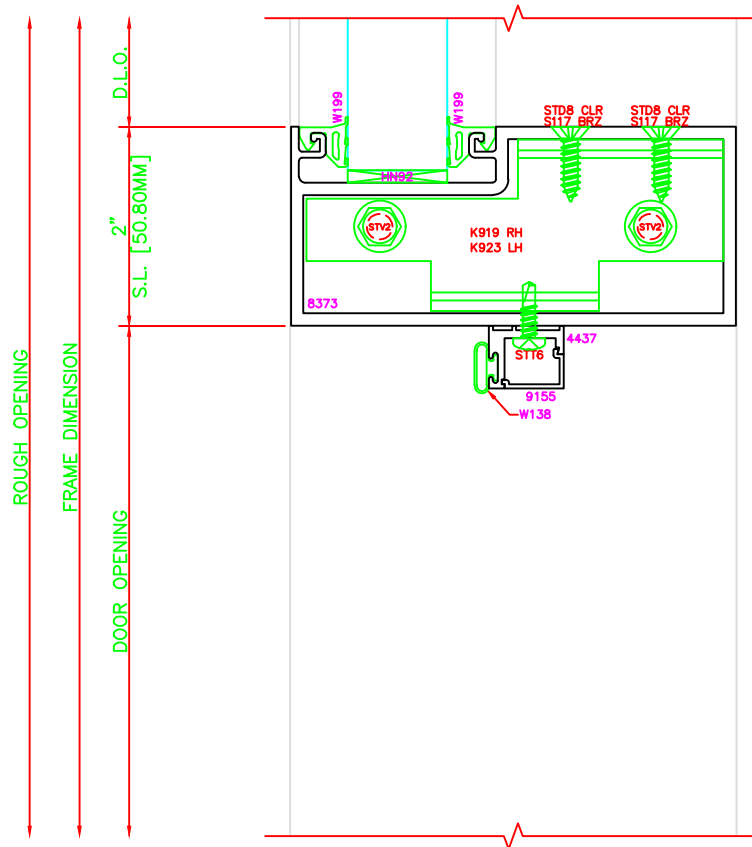 ROUGH OPENING
FRAME DIMENSION
D.L.O.
2"
S.L. [50.80MM]
DOOR OPENING
W199
W199
HN92
STD8 CLR
S117 BRZ
STD8 CLR
S117 BRZ
STV2
K919 RH
K923 LH
STV2
8373
4437
STT6
9155
W138